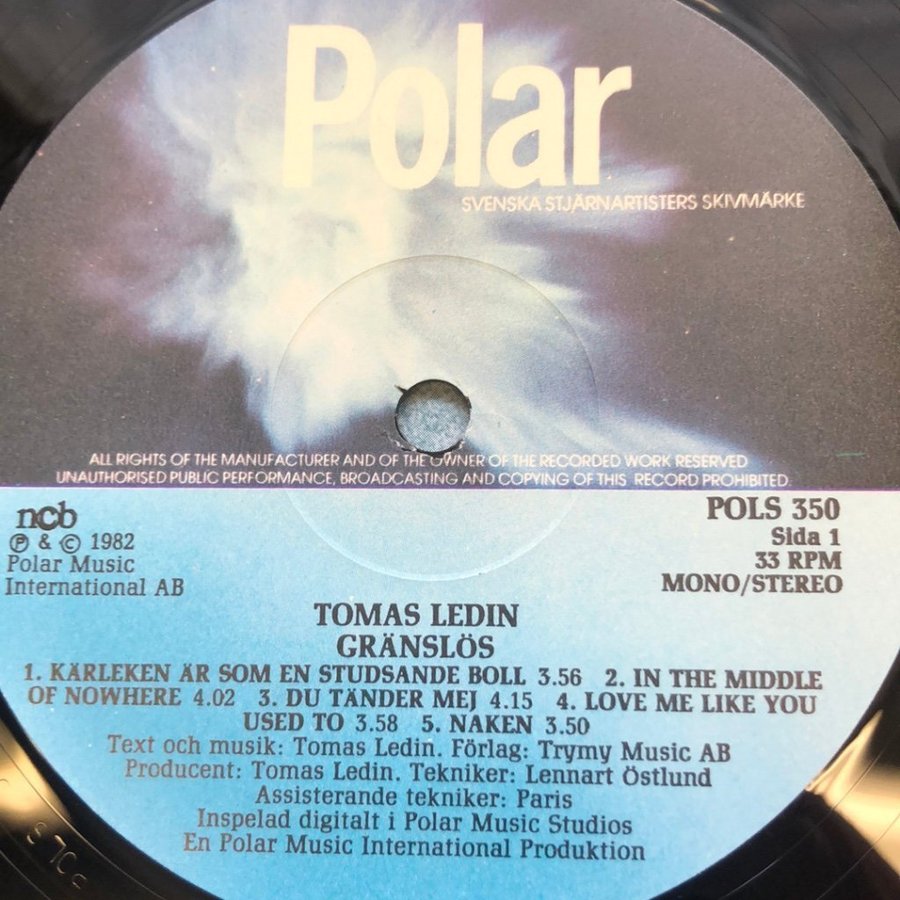 Polar
SVENSKA STJÄRNARTISTERS SKIVMÄRKE
ALL RIGHTS OF THE MANUFACTURER AND OF THE OWNER OF THE RECORDED WORK RESERVED
UNAUTHORISED PUBLIC PERFORMANCE, BROADCASTING AND COPYING OF THIS RECORD PROHIBITED.
ncb
℗ & © 1982
Polar Music
International AB
POLS 350
Sida 1
33 RPM
MONO/STEREO
TOMAS LEDIN
GRÄNSLÖS
1. KÄRLEKEN ÄR SOM EN STUDSANDE BOLL 3.56 2. IN THE MIDDLE
OF NOWHERE 4.02 3. DU TÄNDER MEJ 4.15 4. LOVE ME LIKE YOU
USED TO 3.58 5. NAKEN 3.50
Text och musik: Tomas Ledin. Förlag: Trymy Music AB
Producent: Tomas Ledin. Tekniker: Lennart Östlund
Assisterande tekniker: Paris
Inspelad digitalt i Polar Music Studios
En Polar Music International Produktion